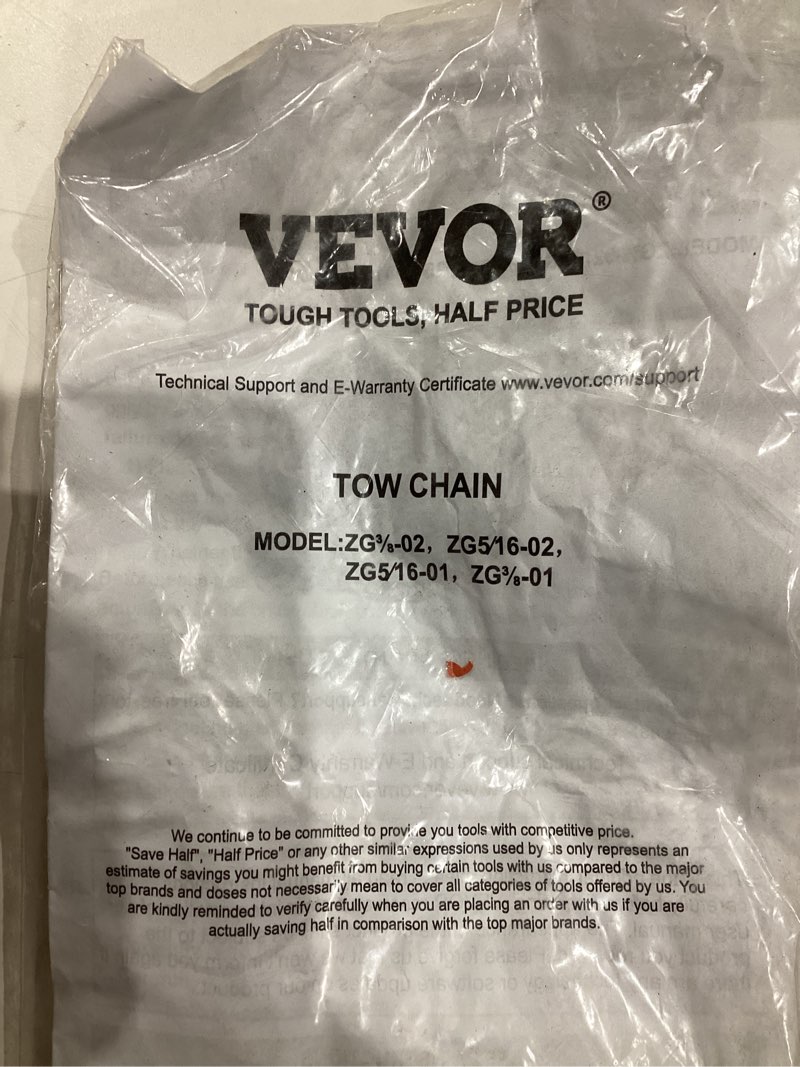 VEVOR®
TOUGH TOOLS, HALF PRICE
Technical Support and E-Warranty Certificate www.vevor.com/support
TOW CHAIN
MODEL:ZG⅜-02, ZG5/16-02,
ZG5/16-01, ZG⅜-01
We continue to be committed to provide you tools with competitive price.
"Save Half", "Half Price" or any other similar expressions used by us only represents an
estimate of savings you might benefit from buying certain tools with us compared to the major
top brands and doses not necessarily mean to cover all categories of tools offered by us. You
are kindly reminded to verify carefully when you are placing an order with us if you are
actually saving half in comparison with the top major brands.